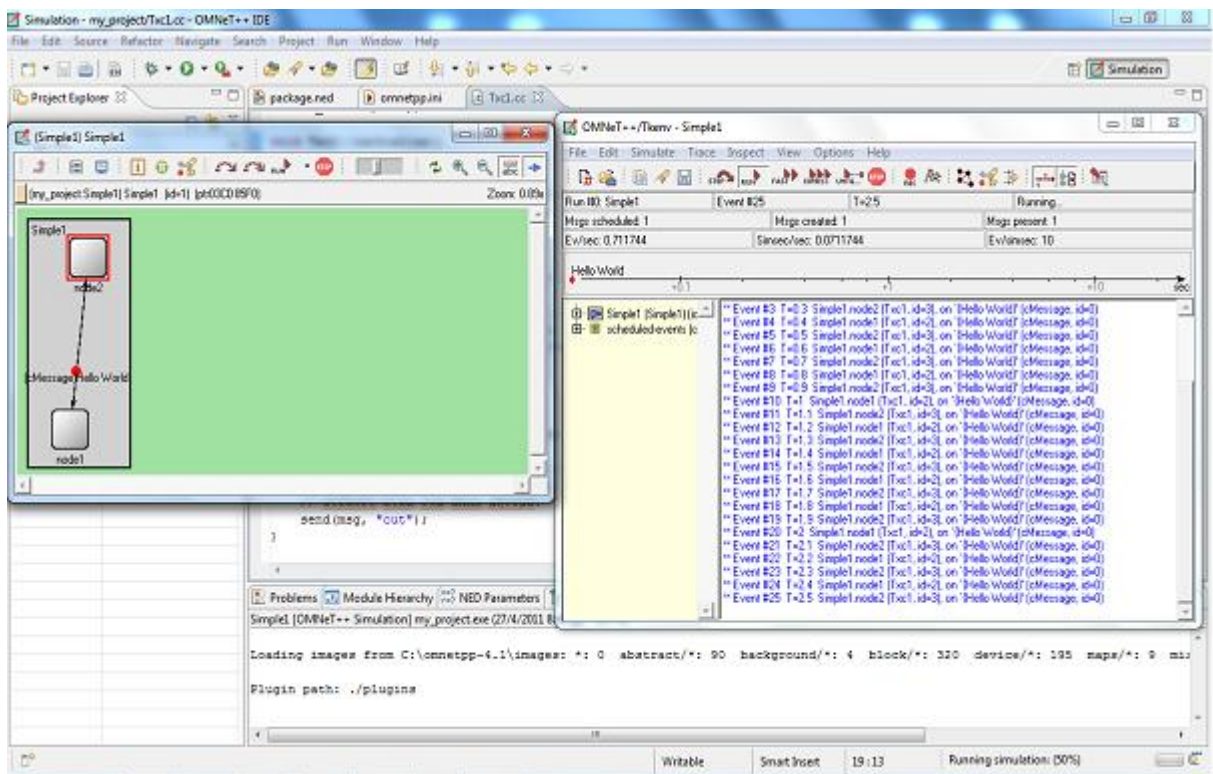 Simulation - my_project/Txc1.cc - OMNeT++ IDE
File Edit Source Refactor Navigate Search Project Run Window Help
Simulation
Project Explorer
package.ned
omnetpp.ini
Txc1.cc
(Simple1) Simple1
(my_project.Simple1) Simple1 (id=1)
Zoom: 0.89x
Simple1
node2
(cMessage)Hello World
node1
OMNeT++/Tkenv - Simple1
File Edit Simulate Trace Inspect View Options Help
Run #0: Simple1
Event #25
T=2.5
Running...
Msgs scheduled: 1
Msgs created: 1
Msgs present: 1
Ev/sec: 0.711744
Simsec/sec: 0.0711744
Ev/simsec: 10
Hello World
+0.1 +1 +10 sec
Simple1 (Simple1) (ic
scheduled-events (c
** Event #3 T=0.3 Simple1.node2 (Txc1, id=3), on `{Hello World}' (cMessage, id=0)
** Event #4 T=0.4 Simple1.node1 (Txc1, id=2), on `{Hello World}' (cMessage, id=0)
** Event #5 T=0.5 Simple1.node2 (Txc1, id=3), on `{Hello World}' (cMessage, id=0)
** Event #6 T=0.6 Simple1.node1 (Txc1, id=2), on `{Hello World}' (cMessage, id=0)
** Event #7 T=0.7 Simple1.node2 (Txc1, id=3), on `{Hello World}' (cMessage, id=0)
** Event #8 T=0.8 Simple1.node1 (Txc1, id=2), on `{Hello World}' (cMessage, id=0)
** Event #9 T=0.9 Simple1.node2 (Txc1, id=3), on `{Hello World}' (cMessage, id=0)
** Event #10 T=1 Simple1.node1 (Txc1, id=2), on `{Hello World}' (cMessage, id=0)
** Event #11 T=1.1 Simple1.node2 (Txc1, id=3), on `{Hello World}' (cMessage, id=0)
** Event #12 T=1.2 Simple1.node1 (Txc1, id=2), on `{Hello World}' (cMessage, id=0)
** Event #13 T=1.3 Simple1.node2 (Txc1, id=3), on `{Hello World}' (cMessage, id=0)
** Event #14 T=1.4 Simple1.node1 (Txc1, id=2), on `{Hello World}' (cMessage, id=0)
** Event #15 T=1.5 Simple1.node2 (Txc1, id=3), on `{Hello World}' (cMessage, id=0)
** Event #16 T=1.6 Simple1.node1 (Txc1, id=2), on `{Hello World}' (cMessage, id=0)
** Event #17 T=1.7 Simple1.node2 (Txc1, id=3), on `{Hello World}' (cMessage, id=0)
** Event #18 T=1.8 Simple1.node1 (Txc1, id=2), on `{Hello World}' (cMessage, id=0)
** Event #19 T=1.9 Simple1.node2 (Txc1, id=3), on `{Hello World}' (cMessage, id=0)
** Event #20 T=2 Simple1.node1 (Txc1, id=2), on `{Hello World}' (cMessage, id=0)
** Event #21 T=2.1 Simple1.node2 (Txc1, id=3), on `{Hello World}' (cMessage, id=0)
** Event #22 T=2.2 Simple1.node1 (Txc1, id=2), on `{Hello World}' (cMessage, id=0)
** Event #23 T=2.3 Simple1.node2 (Txc1, id=3), on `{Hello World}' (cMessage, id=0)
** Event #24 T=2.4 Simple1.node1 (Txc1, id=2), on `{Hello World}' (cMessage, id=0)
** Event #25 T=2.5 Simple1.node2 (Txc1, id=3), on `{Hello World}' (cMessage, id=0)
send(msg, "out");
}
Problems Module Hierarchy NED Parameters
Simple1 [OMNeT++ Simulation] my_project.exe (27/4/2011 8
Loading images from C:\omnetpp-4.1\images: *: 0 abstract/*: 90 background/*: 4 block/*: 320 device/*: 195 maps/*: 9
Plugin path: ./plugins
Writable
Smart Insert
19 : 13
Running simulation: (50%)